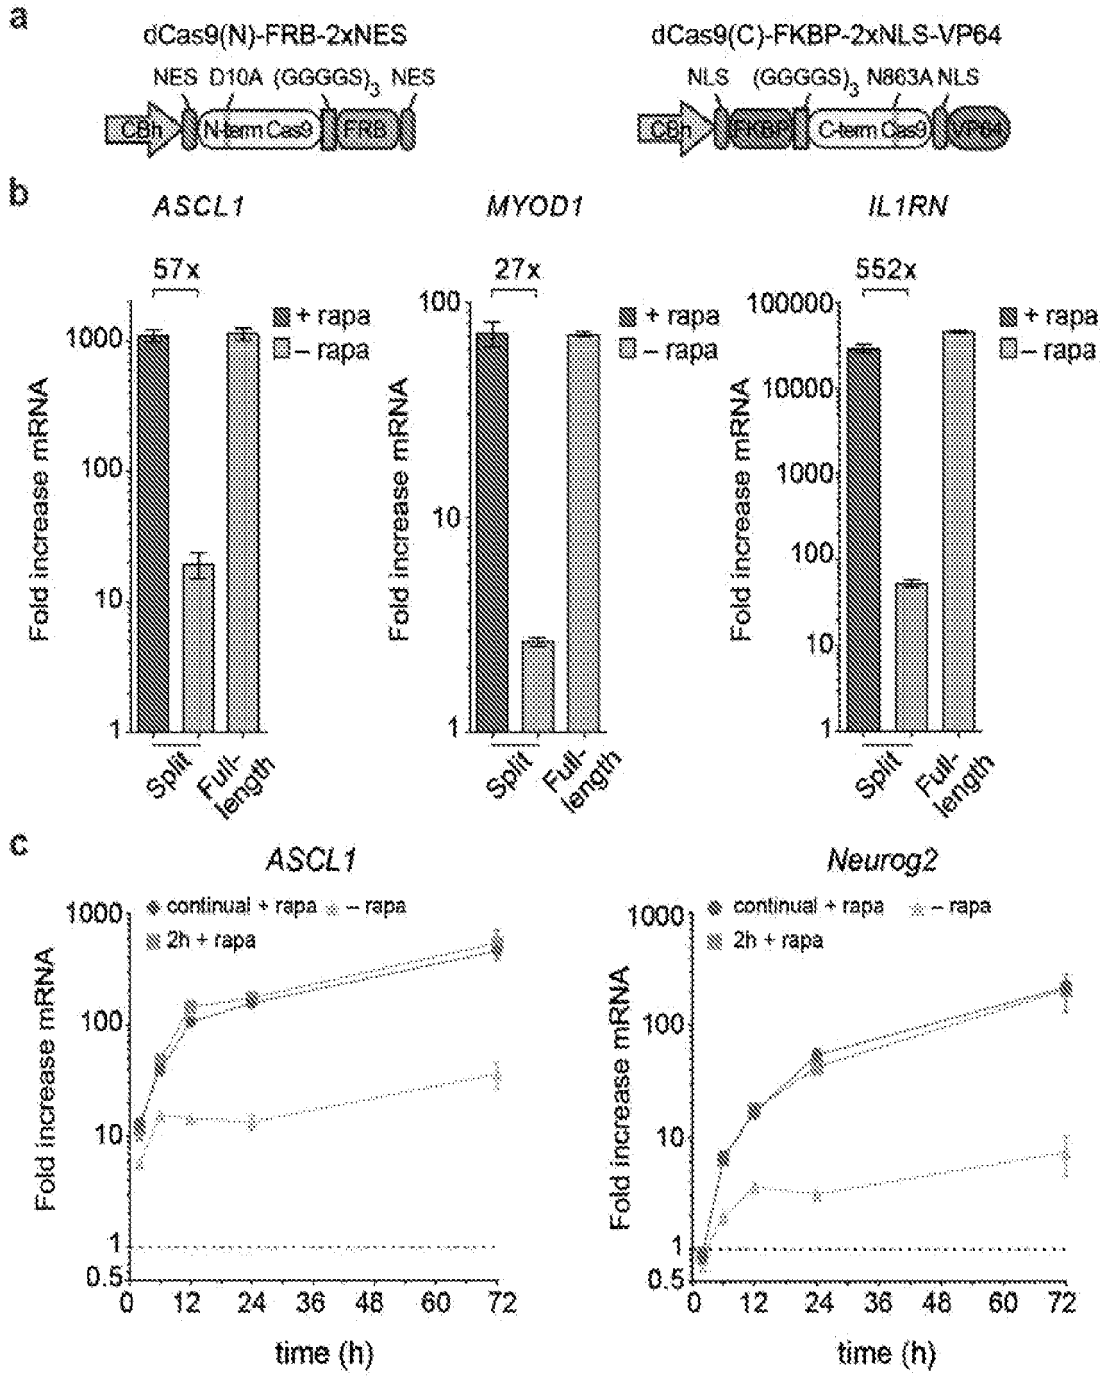 a
dCas9(N)-FRB-2xNES
dCas9(C)-FKBP-2xNLS-VP64
NES D10A (GGGGS)3 NES
NLS (GGGGS)3 N863A NLS
CBh N-term Cas9 FRB
CBh FKBP C-term Cas9 VP64
b
ASCL1
MYOD1
IL1RN
57x
27x
552x
+ rapa
– rapa
+ rapa
– rapa
+ rapa
– rapa
Fold increase mRNA
1000
100
10
1
Split
Full-
length
Fold increase mRNA
100
10
1
Split
Full-
length
Fold increase mRNA
100000
10000
1000
100
10
1
Split
Full-
length
c
ASCL1
continual + rapa – rapa
2h + rapa
Fold increase mRNA
1000
100
10
1
0.5
0 12 24 36 48 60 72
time (h)
Neurog2
continual + rapa – rapa
2h + rapa
Fold increase mRNA
1000
100
10
1
0.5
0 12 24 36 48 60 72
time (h)